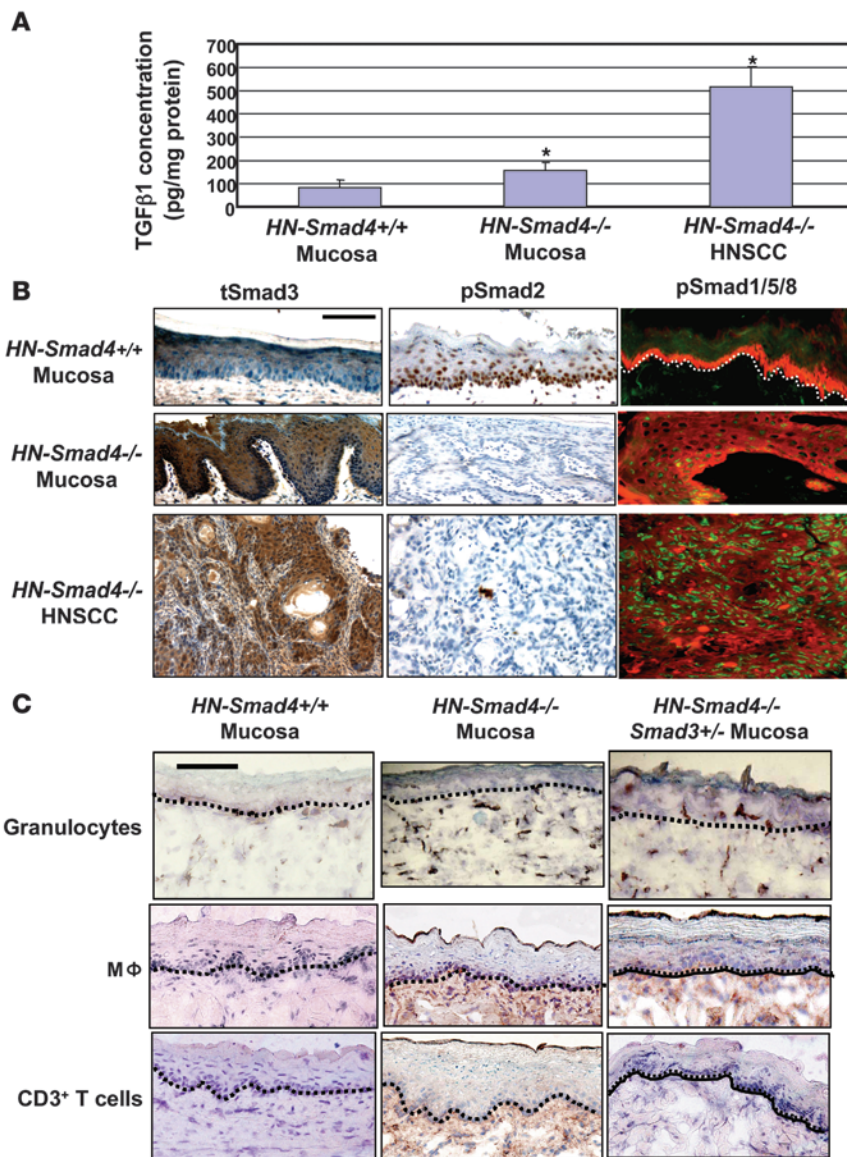 A
TGFβ1 concentration
(pg/mg protein)
700
600
500
400
300
200
100
0
*
*
HN-Smad4+/+
Mucosa
HN-Smad4-/-
Mucosa
HN-Smad4-/-
HNSCC
B
tSmad3
pSmad2
pSmad1/5/8
HN-Smad4+/+
Mucosa
HN-Smad4-/-
Mucosa
HN-Smad4-/-
HNSCC
C
HN-Smad4+/+
Mucosa
HN-Smad4-/-
Mucosa
HN-Smad4-/-
Smad3+/- Mucosa
Granulocytes
MΦ
CD3+ T cells